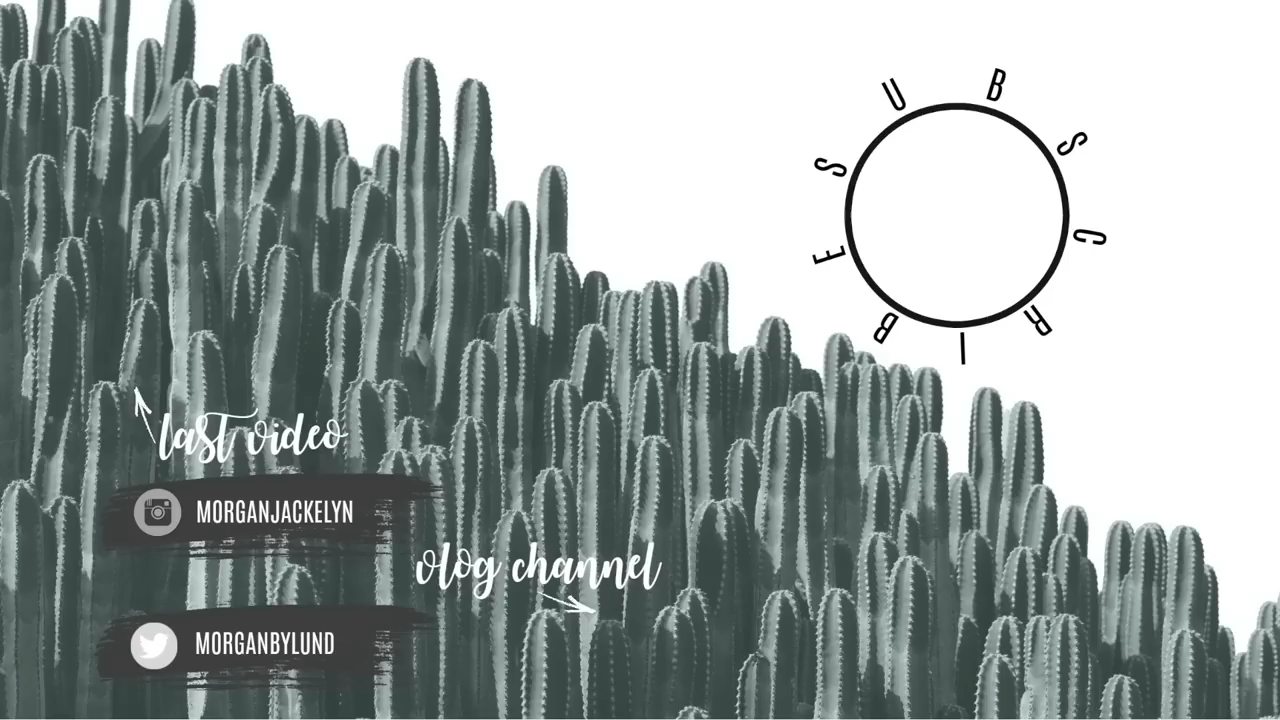 SUBSCRIBE
last video
MORGANJACKELYN
vlog channel
MORGANBYLUND